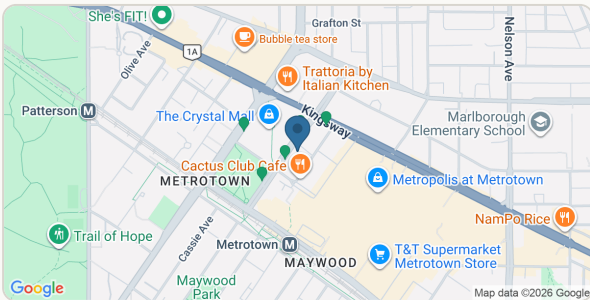 She's FIT!
Grafton St
Bubble tea store
Olive Ave
1A
Nelson Ave
Trattoria by
Italian Kitchen
Patterson M
The Crystal Mall
Kingsway
Marlborough
Elementary School
Cactus Club Cafe
METROTOWN
Metropolis at Metrotown
NamPo Rice
Cassie Ave
Trail of Hope
Metrotown M
T&T Supermarket
Metrotown Store
MAYWOOD
Maywood
Park
Google
Map data ©2026 Google